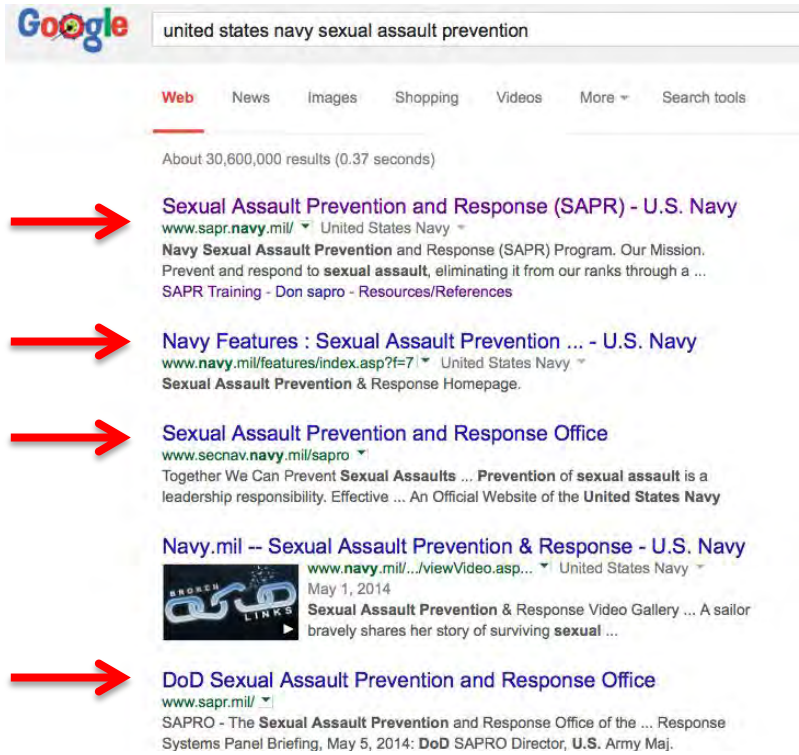 Google
united states navy sexual assault prevention
Web News Images Shopping Videos More Search tools
About 30,600,000 results (0.37 seconds)
Sexual Assault Prevention and Response (SAPR) - U.S. Navy
www.sapr.navy.mil/ United States Navy
Navy Sexual Assault Prevention and Response (SAPR) Program. Our Mission.
Prevent and respond to sexual assault, eliminating it from our ranks through a ...
SAPR Training - Don sapro - Resources/References
Navy Features : Sexual Assault Prevention ... - U.S. Navy
www.navy.mil/features/index.asp?f=7 United States Navy
Sexual Assault Prevention & Response Homepage.
Sexual Assault Prevention and Response Office
www.secnav.navy.mil/sapro
Together We Can Prevent Sexual Assaults ... Prevention of sexual assault is a
leadership responsibility. Effective ... An Official Website of the United States Navy
Navy.mil -- Sexual Assault Prevention & Response - U.S. Navy
BROKEN
LINKS
www.navy.mil/.../viewVideo.asp... United States Navy
May 1, 2014
Sexual Assault Prevention & Response Video Gallery ... A sailor
bravely shares her story of surviving sexual ...
DoD Sexual Assault Prevention and Response Office
www.sapr.mil/
SAPRO - The Sexual Assault Prevention and Response Office of the ... Response
Systems Panel Briefing, May 5, 2014: DoD SAPRO Director, U.S. Army Maj.